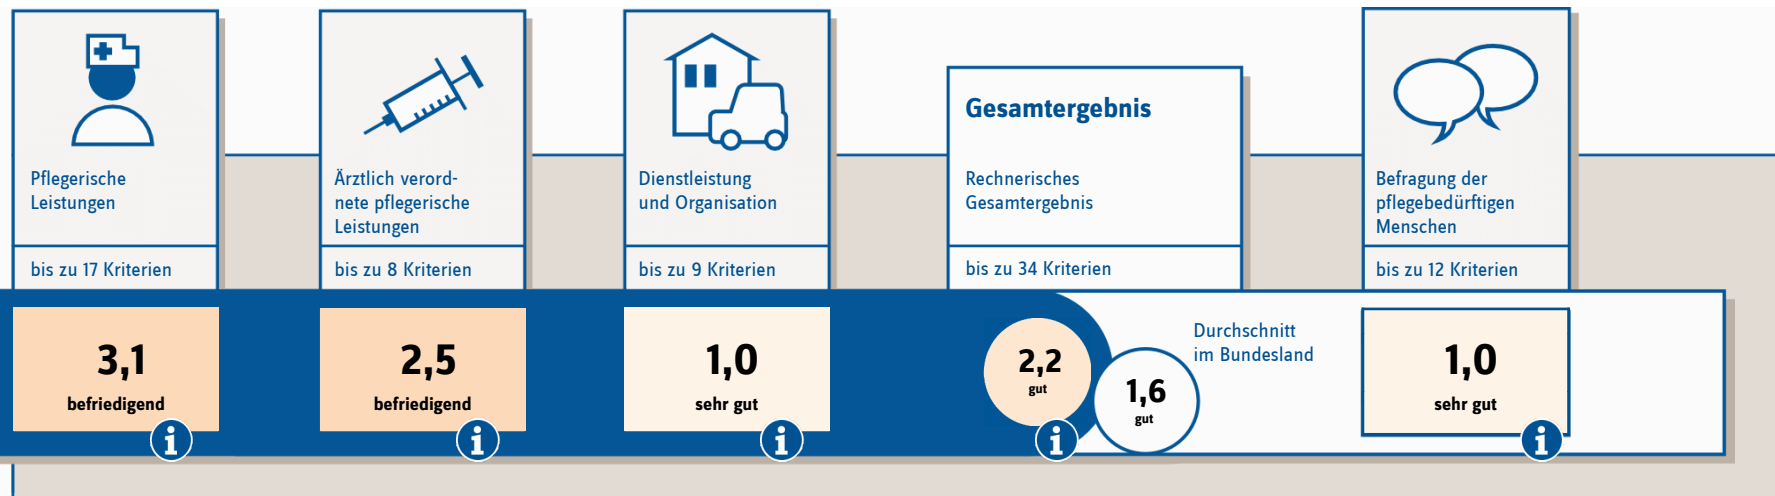 Pflegerische
Leistungen
bis zu 17 Kriterien
3,1
befriedigend
i
Ärztlich verord-
nete pflegerische
Leistungen
bis zu 8 Kriterien
2,5
befriedigend
i
Dienstleistung
und Organisation
bis zu 9 Kriterien
1,0
sehr gut
i
Gesamtergebnis
Rechnerisches
Gesamtergebnis
bis zu 34 Kriterien
2,2
gut
i
1,6
gut
Durchschnitt
im Bundesland
Befragung der
pflegebedürftigen
Menschen
bis zu 12 Kriterien
1,0
sehr gut
i